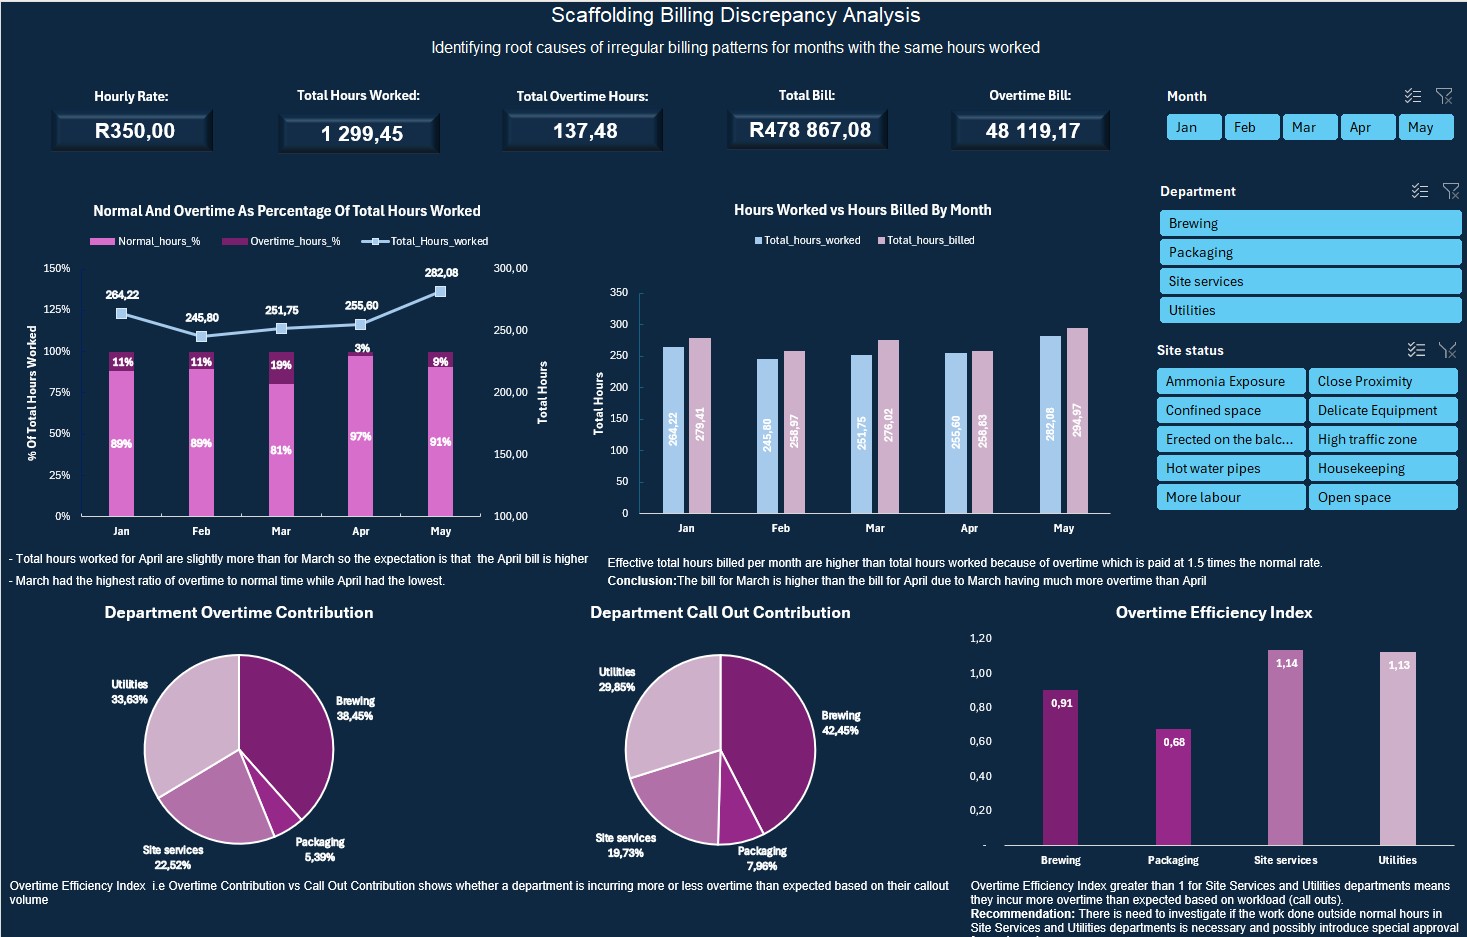 Scaffolding Billing Discrepancy Analysis
Identifying root causes of irregular billing patterns for months with the same hours worked
Hourly Rate:
R350,00
Total Hours Worked:
1 299,45
Total Overtime Hours:
137,48
Total Bill:
R478 867,08
Overtime Bill:
48 119,17
Month
Jan Feb Mar Apr May
Department
Brewing
Packaging
Site services
Utilities
Site status
Ammonia Exposure Close Proximity
Confined space Delicate Equipment
Erected on the balc... High traffic zone
Hot water pipes Housekeeping
More labour Open space
Normal And Overtime As Percentage Of Total Hours Worked
Normal_hours_% Overtime_hours_% Total_Hours_worked
% Of Total Hours Worked
150%
125%
100%
75%
50%
25%
0%
264,22 245,80 251,75 255,60 282,08
11% 11% 19% 3% 9%
89% 89% 81% 97% 91%
300,00
250,00
200,00
150,00
100,00
Total Hours
Jan Feb Mar Apr May
- Total hours worked for April are slightly more than for March so the expectation is that the April bill is higher
- March had the highest ratio of overtime to normal time while April had the lowest.
Hours Worked vs Hours Billed By Month
Total_hours_worked Total_hours_billed
Total Hours
350
300
250
200
150
100
50
0
264,22 279,41 245,80 258,97 251,75 276,02 255,60 258,83 282,08 294,97
Jan Feb Mar Apr May
Effective total hours billed per month are higher than total hours worked because of overtime which is paid at 1.5 times the normal rate.
Conclusion:The bill for March is higher than the bill for April due to March having much more overtime than April
Department Overtime Contribution
Utilities
33,63%
Brewing
38,45%
Site services
22,52%
Packaging
5,39%
Department Call Out Contribution
Utilities
29,85%
Brewing
42,45%
Site services
19,73%
Packaging
7,96%
Overtime Efficiency Index i.e Overtime Contribution vs Call Out Contribution shows whether a department is incurring more or less overtime than expected based on their callout
volume
Overtime Efficiency Index
1,20
1,00
0,80
0,60
0,40
0,20
-
0,91 0,68 1,14 1,13
Brewing Packaging Site services Utilities
Overtime Efficiency Index greater than 1 for Site Services and Utilities departments means
they incur more overtime than expected based on workload (call outs).
Recommendation: There is need to investigate if the work done outside normal hours in
Site Services and Utilities departments is necessary and possibly introduce special approval